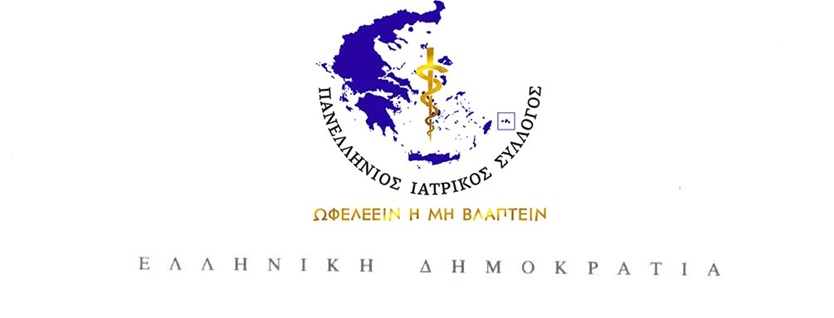 ΠΑΝΕΛΛΗΝΙΟΣ ΙΑΤΡΙΚΟΣ ΣΥΛΛΟΓΟΣ
ΩΦΕΛΕΕΙΝ Η ΜΗ ΒΛΑΠΤΕΙΝ
ΕΛΛΗΝΙΚΗ ΔΗΜΟΚΡΑΤΙΑ